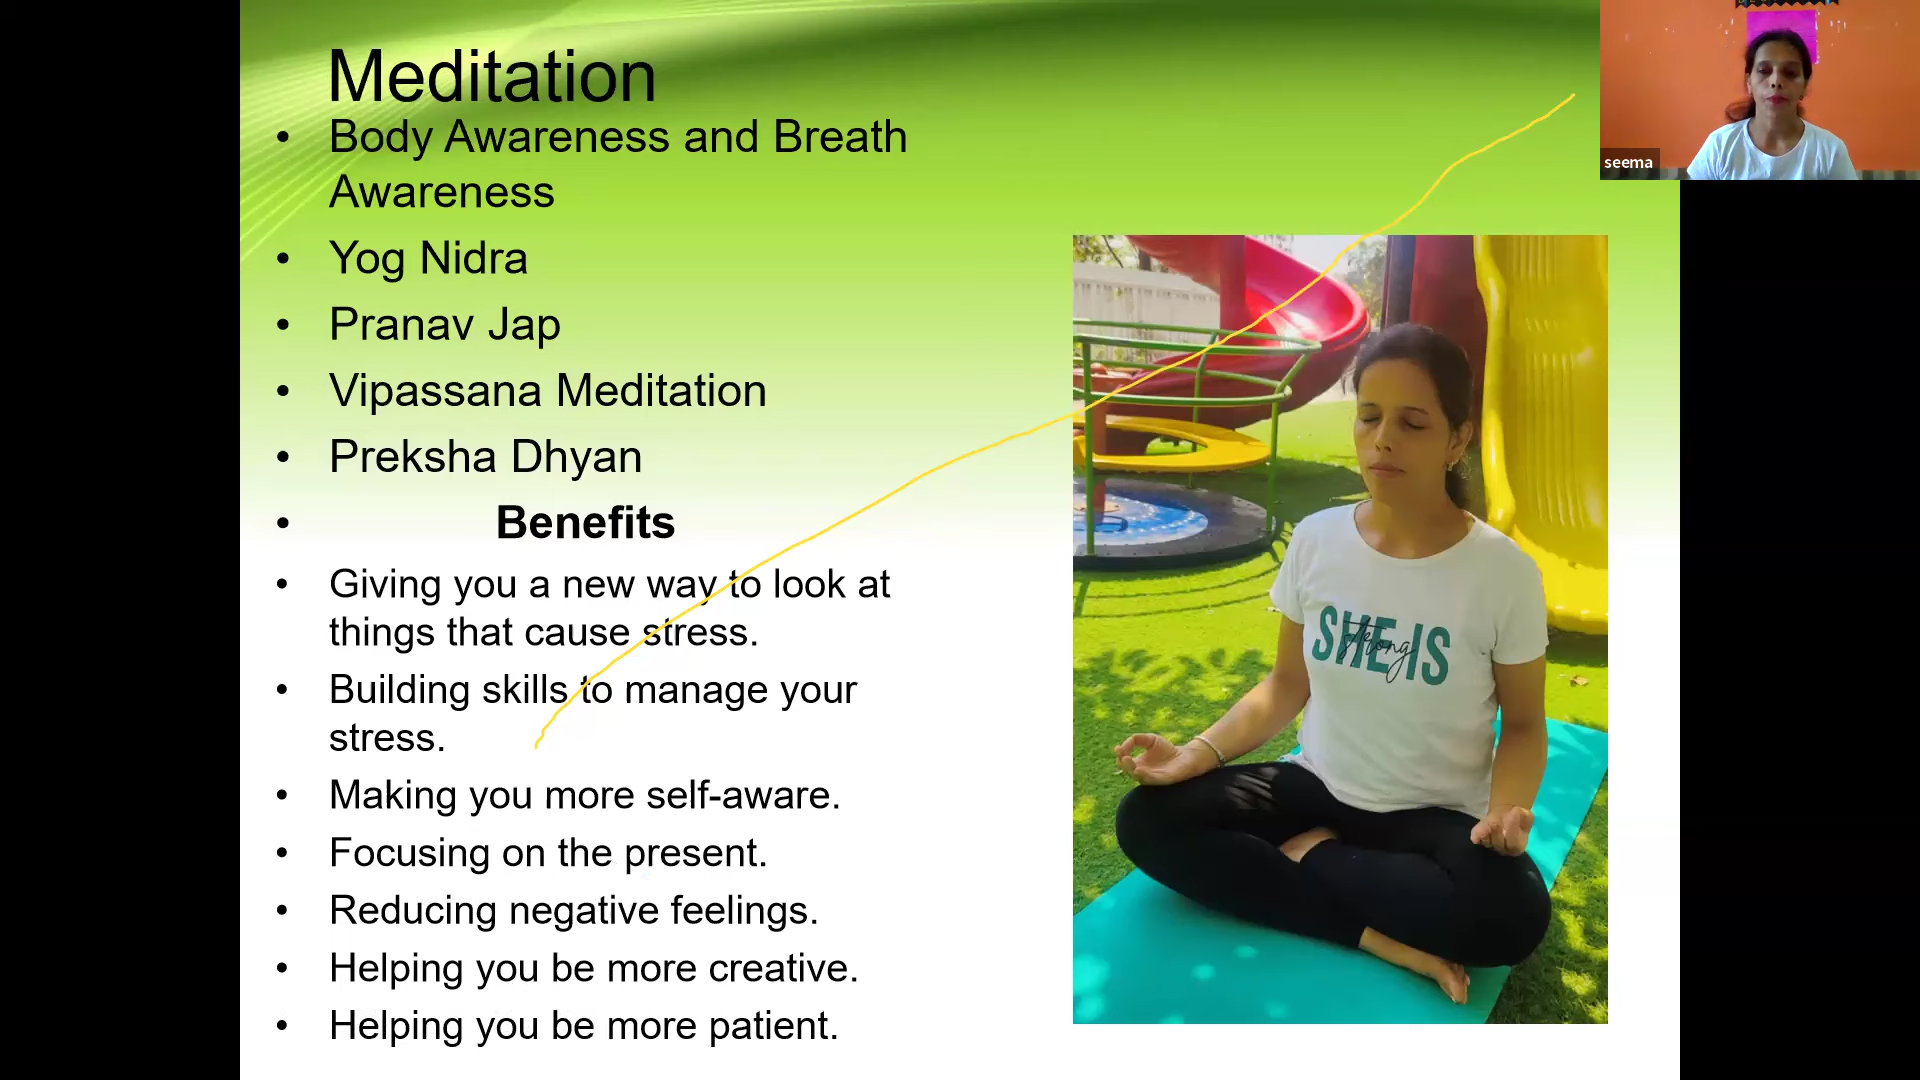 Meditation
• Body Awareness and Breath
Awareness
• Yog Nidra
• Pranav Jap
• Vipassana Meditation
• Preksha Dhyan
• Benefits
• Giving you a new way to look at
things that cause stress.
• Building skills to manage your
stress.
• Making you more self-aware.
• Focusing on the present.
• Reducing negative feelings.
• Helping you be more creative.
• Helping you be more patient.
seema
SHE IS
strong